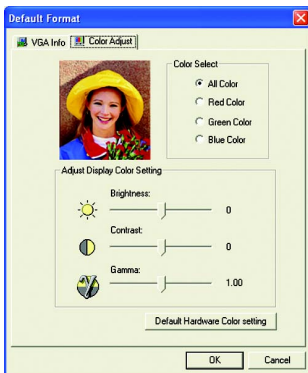 Default Format
VGA Info
Color Adjust
Color Select
All Color
Red Color
Green Color
Blue Color
Adjust Display Color Setting
Brightness:
0
Contrast:
0
Gamma:
1.00
Default Hardware Color setting
OK
Cancel